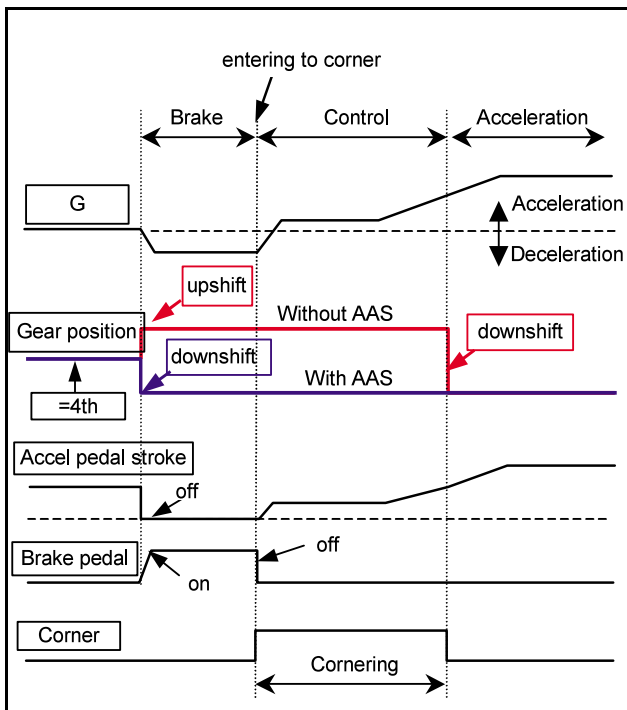 entering to corner
Brake
Control
Acceleration
G
Acceleration
Deceleration
upshift
Without AAS
Gear position
downshift
downshift
With AAS
=4th
Accel pedal stroke
off
Brake pedal
off
on
Corner
Cornering